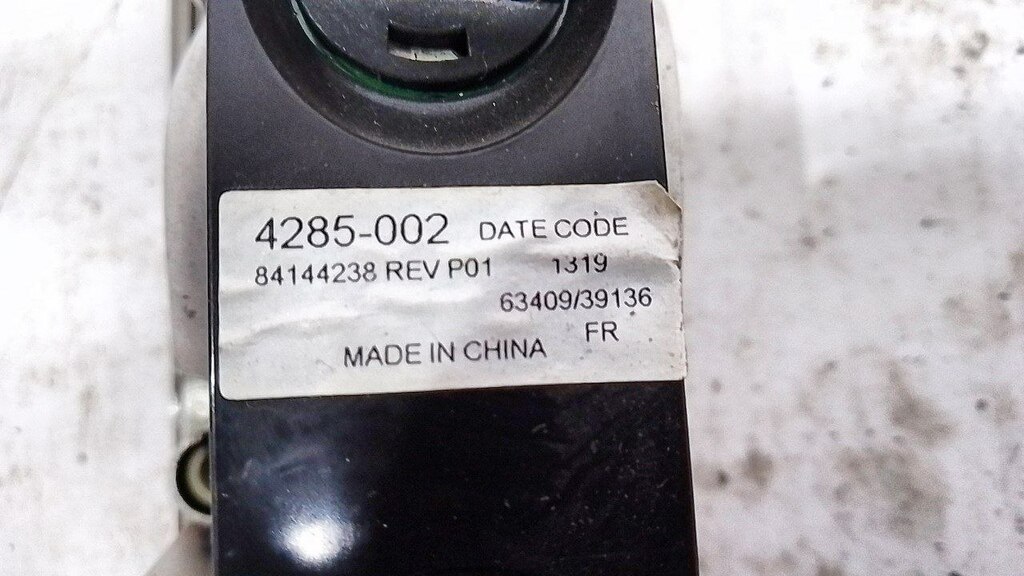 4285-002 DATE CODE
84144238 REV P01 1319
63409/39136
FR
MADE IN CHINA